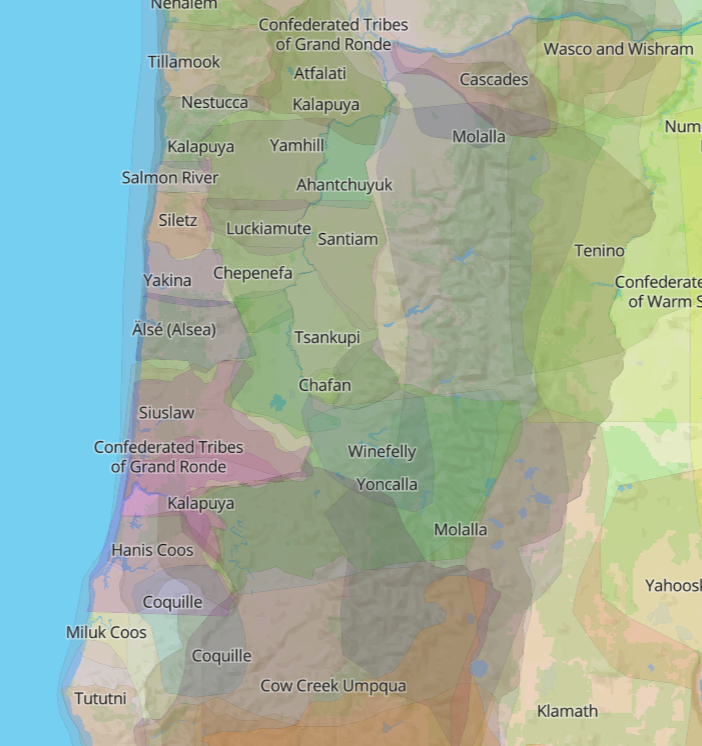 Nehalem
Confederated Tribes
of Grand Ronde
Tillamook
Atfalati
Wasco and Wishram
Cascades
Nestucca
Kalapuya
Num
Molalla
Kalapuya
Yamhill
Salmon River
Ahantchuyuk
Siletz
Luckiamute
Santiam
Tenino
Yakina
Chepenefa
Confederate
of Warm S
Älsé (Alsea)
Tsankupi
Chafan
Siuslaw
Confederated Tribes
of Grand Ronde
Winefelly
Yoncalla
Kalapuya
Molalla
Hanis Coos
Yahoosk
Coquille
Miluk Coos
Coquille
Cow Creek Umpqua
Tututni
Klamath